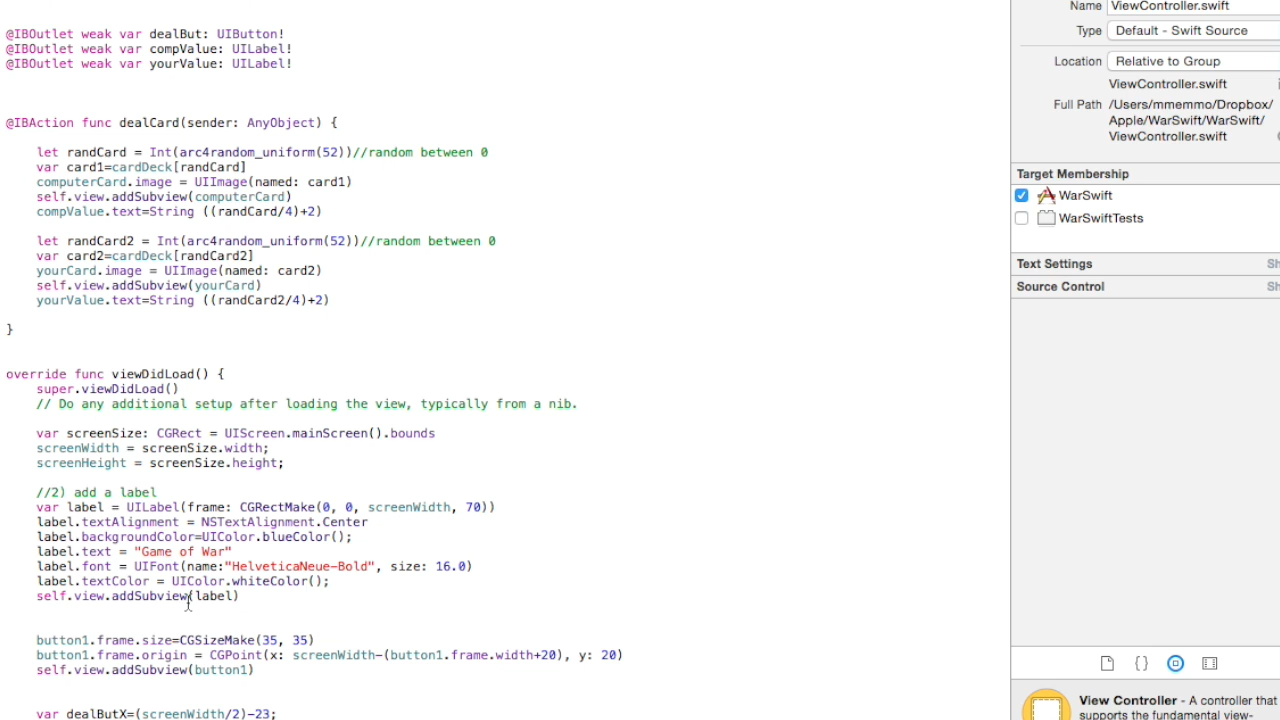 @IBOutlet weak var dealBut: UIButton!
@IBOutlet weak var compValue: UILabel!
@IBOutlet weak var yourValue: UILabel!
@IBAction func dealCard(sender: AnyObject) {
let randCard = Int(arc4random_uniform(52))//random between 0
var card1=cardDeck[randCard]
computerCard.image = UIImage(named: card1)
self.view.addSubview(computerCard)
compValue.text=String ((randCard/4)+2)
let randCard2 = Int(arc4random_uniform(52))//random between 0
var card2=cardDeck[randCard2]
yourCard.image = UIImage(named: card2)
self.view.addSubview(yourCard)
yourValue.text=String ((randCard2/4)+2)
}
override func viewDidLoad() {
super.viewDidLoad()
// Do any additional setup after loading the view, typically from a nib.
var screenSize: CGRect = UIScreen.mainScreen().bounds
screenWidth = screenSize.width;
screenHeight = screenSize.height;
//2) add a label
var label = UILabel(frame: CGRectMake(0, 0, screenWidth, 70))
label.textAlignment = NSTextAlignment.Center
label.backgroundColor=UIColor.blueColor();
label.text = "Game of War"
label.font = UIFont(name:"HelveticaNeue-Bold", size: 16.0)
label.textColor = UIColor.whiteColor();
self.view.addSubview(label)
button1.frame.size=CGSizeMake(35, 35)
button1.frame.origin = CGPoint(x: screenWidth-(button1.frame.width+20), y: 20)
self.view.addSubview(button1)
var dealButX=(screenWidth/2)-23;
Name ViewController.swift
Type Default - Swift Source
Location Relative to Group
ViewController.swift
Full Path /Users/mmemmo/Dropbox/
Apple/WarSwift/WarSwift/
ViewController.swift
Target Membership
WarSwift
WarSwiftTests
Text Settings Sh
Source Control Sh
{}
View Controller - A controller that
supports the fundamental view-